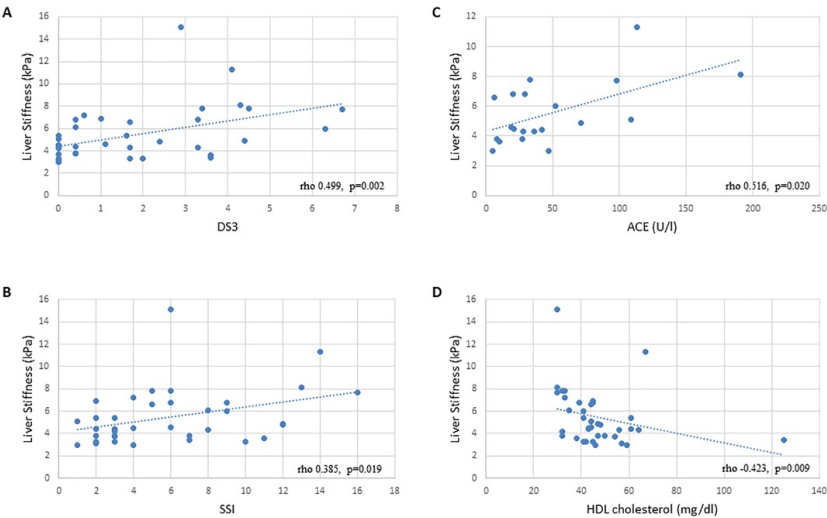 A
Liver Stiffness (kPa)
16
14
12
10
8
6
4
2
0
0 1 2 3 4 5 6 7 8
DS3
rho 0.499, p=0.002
C
Liver Stiffness (kPa)
12
10
8
6
4
2
0
0 50 100 150 200 250
ACE (U/l)
rho 0.516, p=0.020
B
Liver Stiffness (kPa)
16
14
12
10
8
6
4
2
0
0 2 4 6 8 10 12 14 16 18
SSI
rho 0.385, p=0.019
D
Liver Stiffness (kPa)
16
14
12
10
8
6
4
2
0
0 20 40 60 80 100 120 140
HDL cholesterol (mg/dl)
rho -0.423, p=0.009